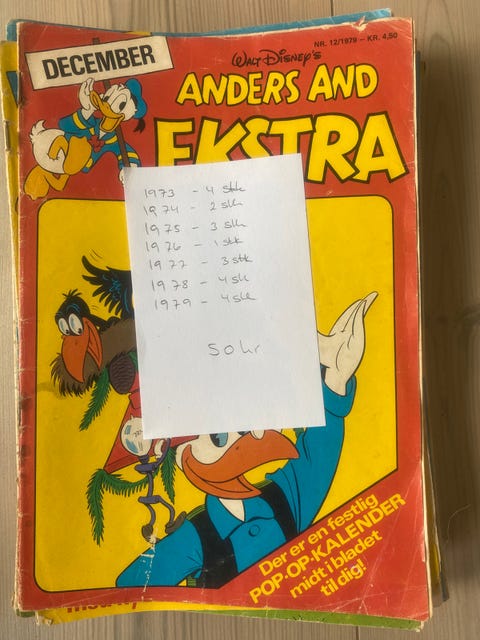 NR. 12/1979 – KR. 4,50
DECEMBER
WALT DISNEY'S
ANDERS AND
EKSTRA
1973 - 4 stk
1974 - 2 stk
1975 - 3 stk
1976 - 1 stk
1977 - 3 stk
1978 - 4 stk
1979 - 4 stk
50 kr
Der er en festlig
POP-OP-KALENDER
midt i bladet
til dig!